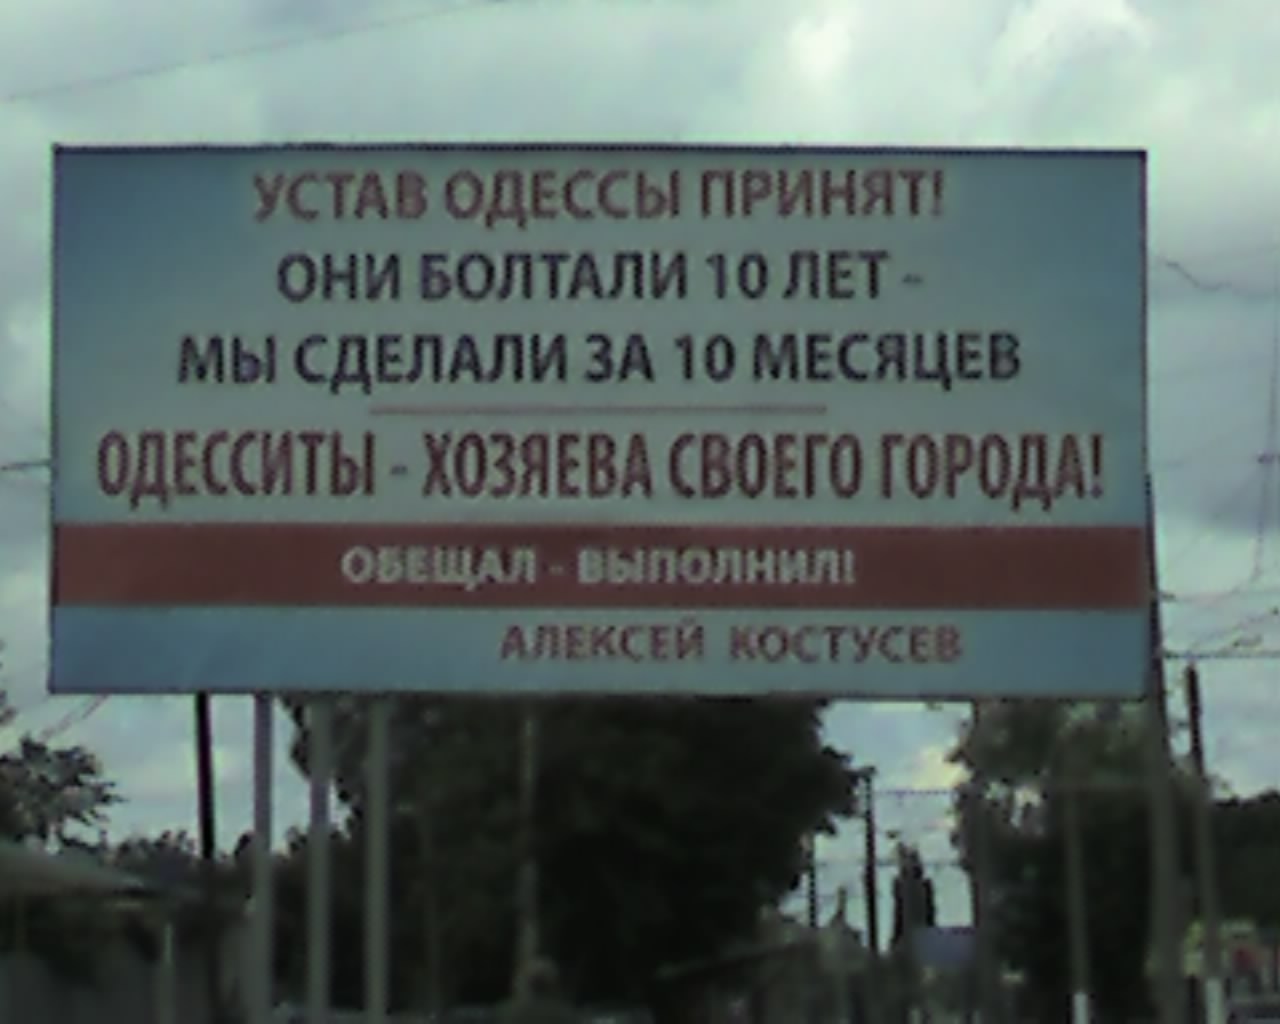 УСТАВ ОДЕССЫ ПРИНЯТ!
ОНИ БОЛТАЛИ 10 ЛЕТ -
МЫ СДЕЛАЛИ ЗА 10 МЕСЯЦЕВ
ОДЕССИТЫ - ХОЗЯЕВА СВОЕГО ГОРОДА!
ОБЕЩАЛ - ВЫПОЛНИЛ!
АЛЕКСЕЙ КОСТУСЕВ